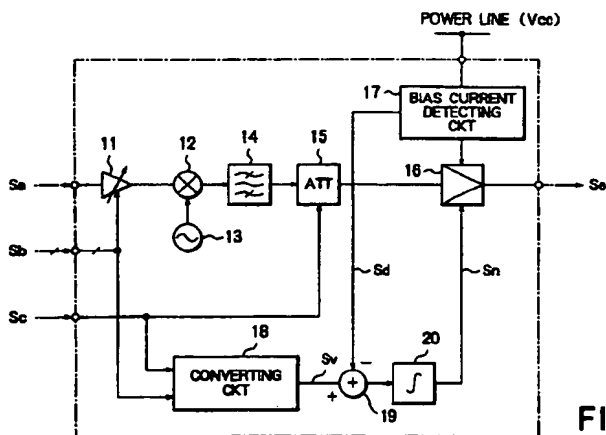 POWER LINE (Vcc)
17
BIAS CURRENT
DETECTING
CKT
11
12
14
15
16
Sa
ATT
Se
13
Sb
Sd
Sn
Sc
18
20
CONVERTING
CKT
Sv
−
+
+
∫
19
FI